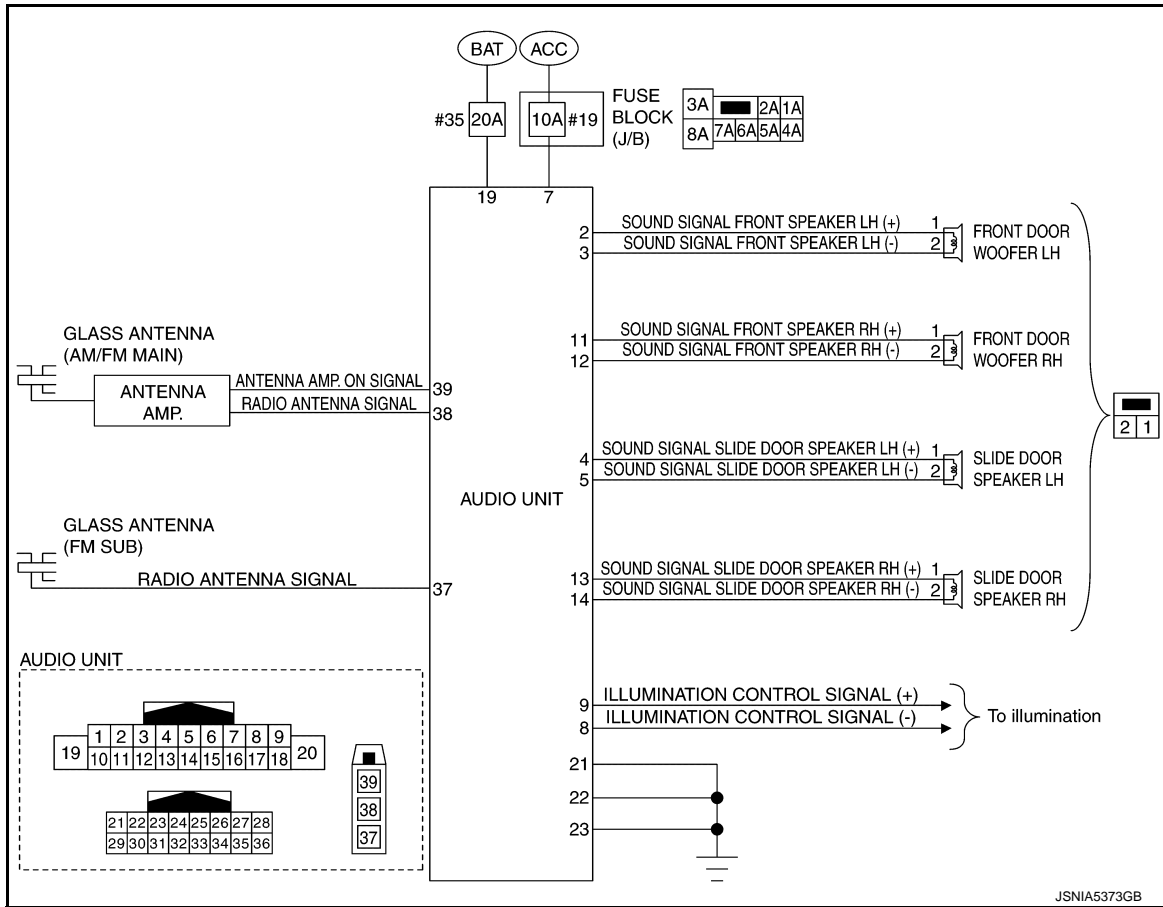 BAT ACC
#35 20A 10A #19
FUSE
BLOCK
(J/B)
3A 2A 1A
8A 7A 6A 5A 4A
19 7
2 SOUND SIGNAL FRONT SPEAKER LH (+) 1
3 SOUND SIGNAL FRONT SPEAKER LH (-) 2
FRONT DOOR
WOOFER LH
11 SOUND SIGNAL FRONT SPEAKER RH (+) 1
12 SOUND SIGNAL FRONT SPEAKER RH (-) 2
FRONT DOOR
WOOFER RH
GLASS ANTENNA
(AM/FM MAIN)
ANTENNA
AMP.
ANTENNA AMP. ON SIGNAL 39
RADIO ANTENNA SIGNAL 38
2 1
4 SOUND SIGNAL SLIDE DOOR SPEAKER LH (+) 1
5 SOUND SIGNAL SLIDE DOOR SPEAKER LH (-) 2
SLIDE DOOR
SPEAKER LH
AUDIO UNIT
GLASS ANTENNA
(FM SUB)
RADIO ANTENNA SIGNAL 37
13 SOUND SIGNAL SLIDE DOOR SPEAKER RH (+) 1
14 SOUND SIGNAL SLIDE DOOR SPEAKER RH (-) 2
SLIDE DOOR
SPEAKER RH
9 ILLUMINATION CONTROL SIGNAL (+)
8 ILLUMINATION CONTROL SIGNAL (-)
To illumination
21
22
23
AUDIO UNIT
19 1 2 3 4 5 6 7 8 9 20
10 11 12 13 14 15 16 17 18
21 22 23 24 25 26 27 28
29 30 31 32 33 34 35 36
39
38
37
JSNIA5373GB